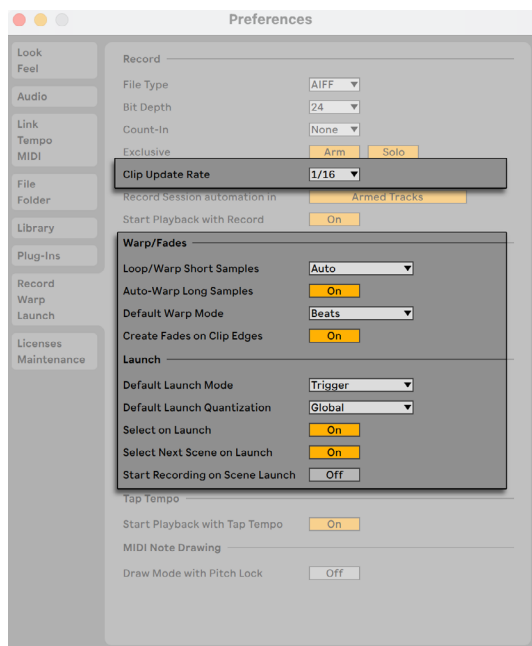 Preferences
Look
Feel
Audio
Link
Tempo
MIDI
File
Folder
Library
Plug-Ins
Record
Warp
Launch
Licenses
Maintenance
Record
File Type AIFF
Bit Depth 24
Count-In None
Exclusive Arm Solo
Clip Update Rate 1/16
Record Session automation in Armed Tracks
Start Playback with Record On
Warp/Fades
Loop/Warp Short Samples Auto
Auto-Warp Long Samples On
Default Warp Mode Beats
Create Fades on Clip Edges On
Launch
Default Launch Mode Trigger
Default Launch Quantization Global
Select on Launch On
Select Next Scene on Launch On
Start Recording on Scene Launch Off
Tap Tempo
Start Playback with Tap Tempo On
MIDI Note Drawing
Draw Mode with Pitch Lock Off